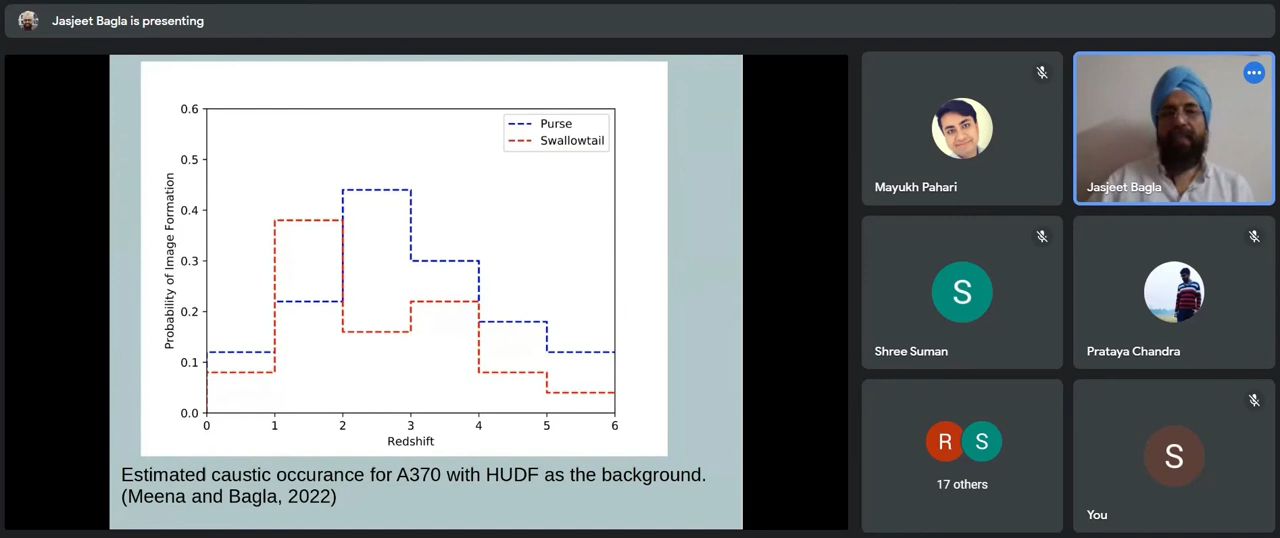 Jasjeet Bagla is presenting
0.6
0.5
0.4
0.3
0.2
0.1
0.0
Probability of Image Formation
Purse
Swallowtail
0 1 2 3 4 5 6
Redshift
Estimated caustic occurance for A370 with HUDF as the background.
(Meena and Bagla, 2022)
Mayukh Pahari
Jasjeet Bagla
S
Shree Suman
Prataya Chandra
R S
17 others
S
You